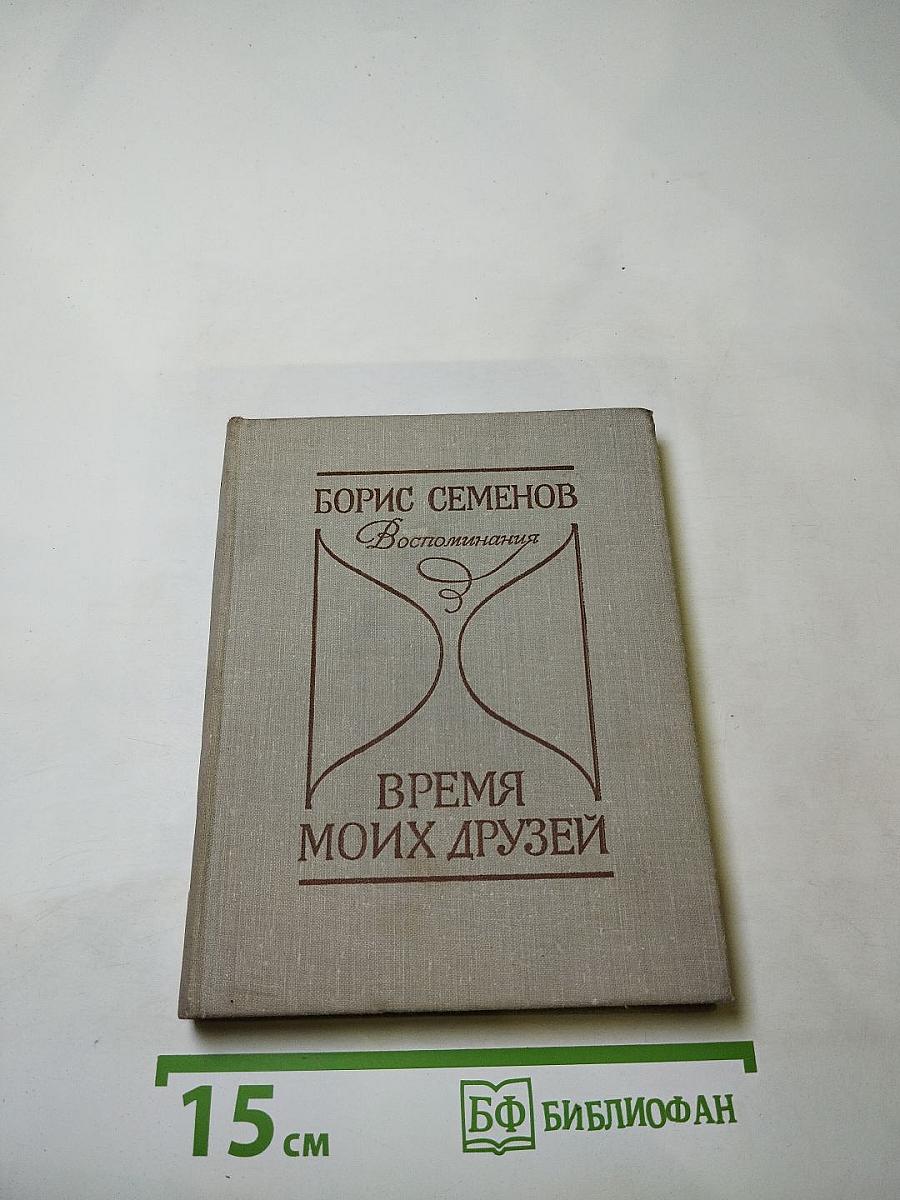 БОРИС СЕМЕНОВ
Воспоминания
ВРЕМЯ
МОИХ ДРУЗЕЙ
15 см
БФ БИБЛИОФАН